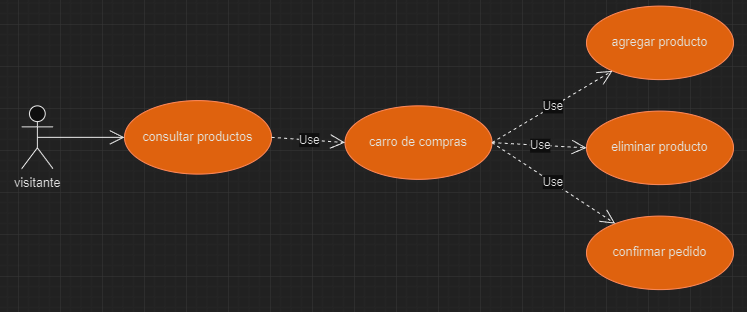 agregar producto
Use
consultar productos
Use
carro de compras
Use
eliminar producto
visitante
Use
confirmar pedido